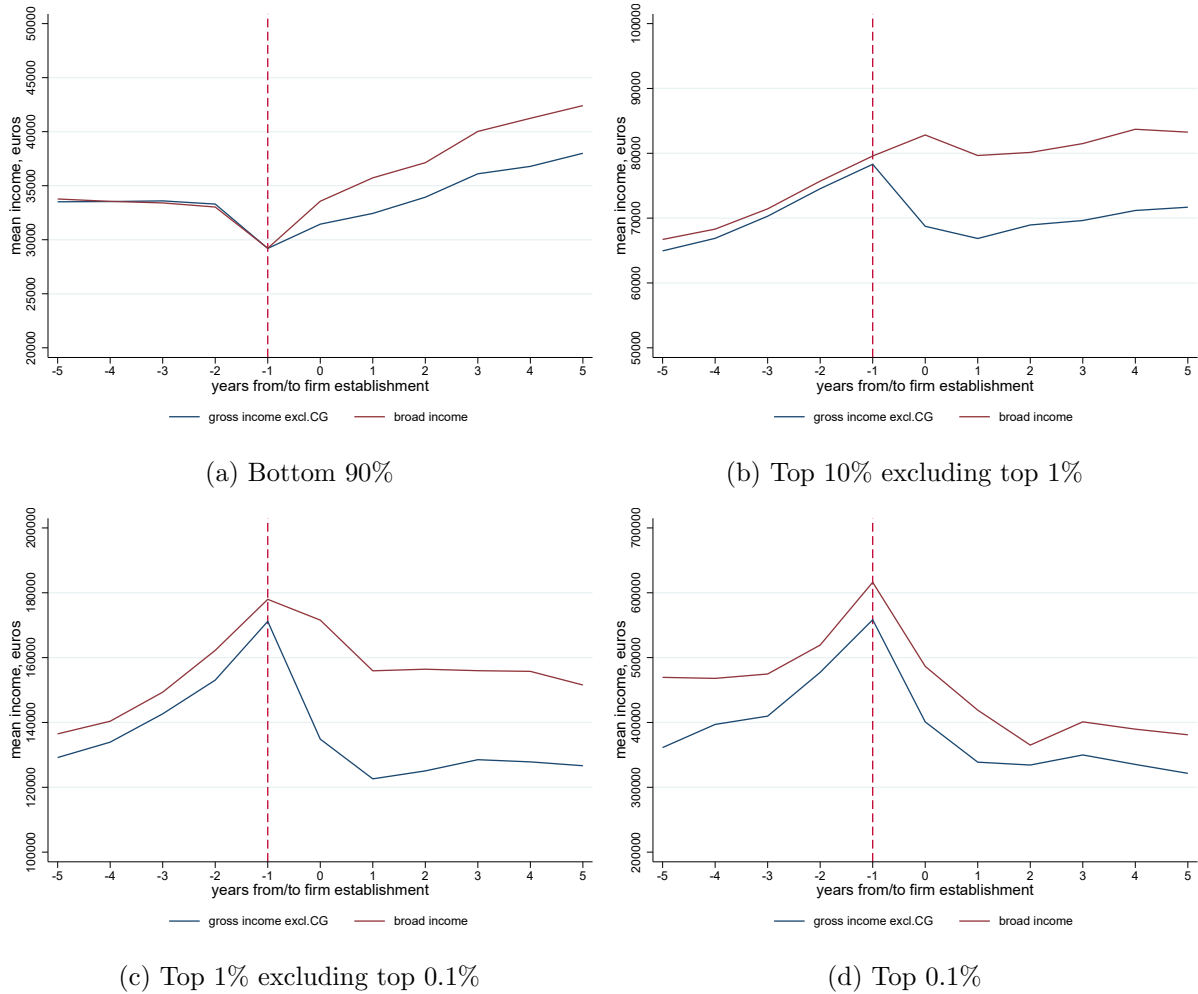 50000
45000
40000
35000
30000
25000
20000
mean income, euros
-5 -4 -3 -2 -1 0 1 2 3 4 5
years from/to firm establishment
gross income excl.CG broad income
(a) Bottom 90%
100000
90000
80000
70000
60000
50000
mean income, euros
-5 -4 -3 -2 -1 0 1 2 3 4 5
years from/to firm establishment
gross income excl.CG broad income
(b) Top 10% excluding top 1%
200000
180000
160000
140000
120000
100000
mean income, euros
-5 -4 -3 -2 -1 0 1 2 3 4 5
years from/to firm establishment
gross income excl.CG broad income
(c) Top 1% excluding top 0.1%
700000
600000
500000
400000
300000
200000
mean income, euros
-5 -4 -3 -2 -1 0 1 2 3 4 5
years from/to firm establishment
gross income excl.CG broad income
(d) Top 0.1%